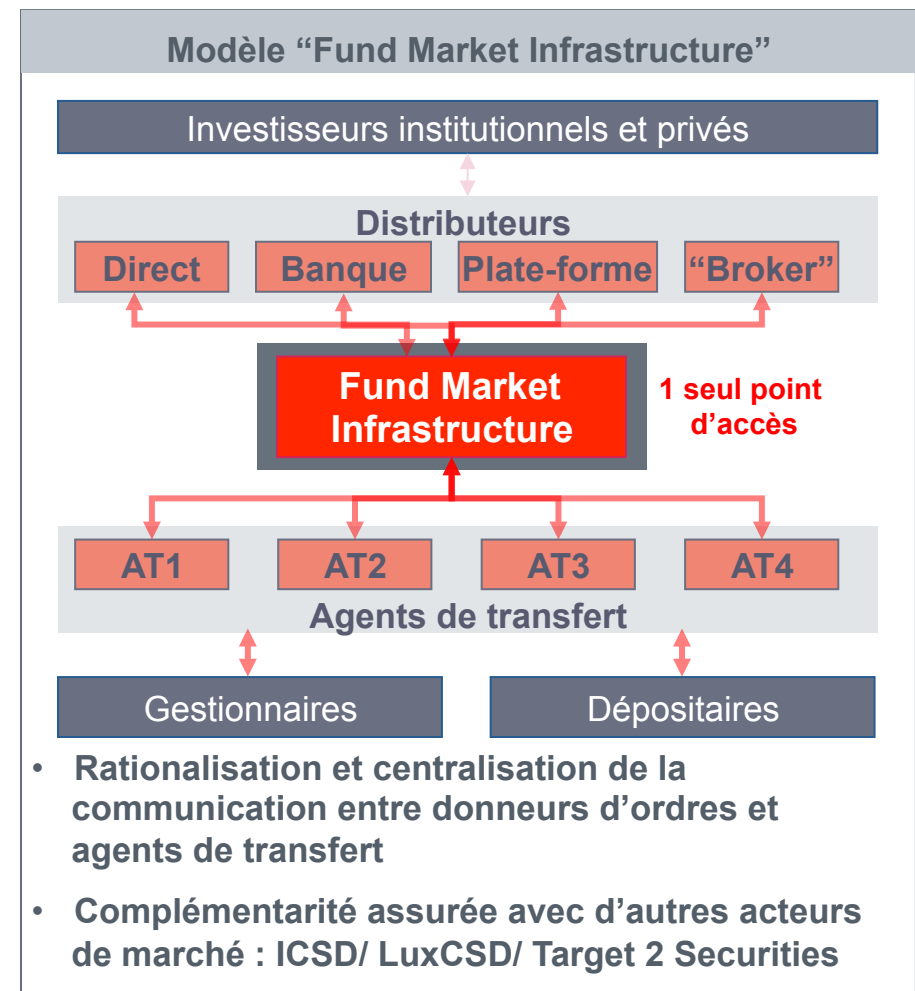 Modèle “Fund Market Infrastructure”
Investisseurs institutionnels et privés
Distributeurs
Direct Banque Plate-forme “Broker”
Fund Market
Infrastructure
1 seul point
d’accès
AT1 AT2 AT3 AT4
Agents de transfert
Gestionnaires Dépositaires
• Rationalisation et centralisation de la
communication entre donneurs d’ordres et
agents de transfert
• Complémentarité assurée avec d’autres acteurs
de marché : ICSD/ LuxCSD/ Target 2 Securities